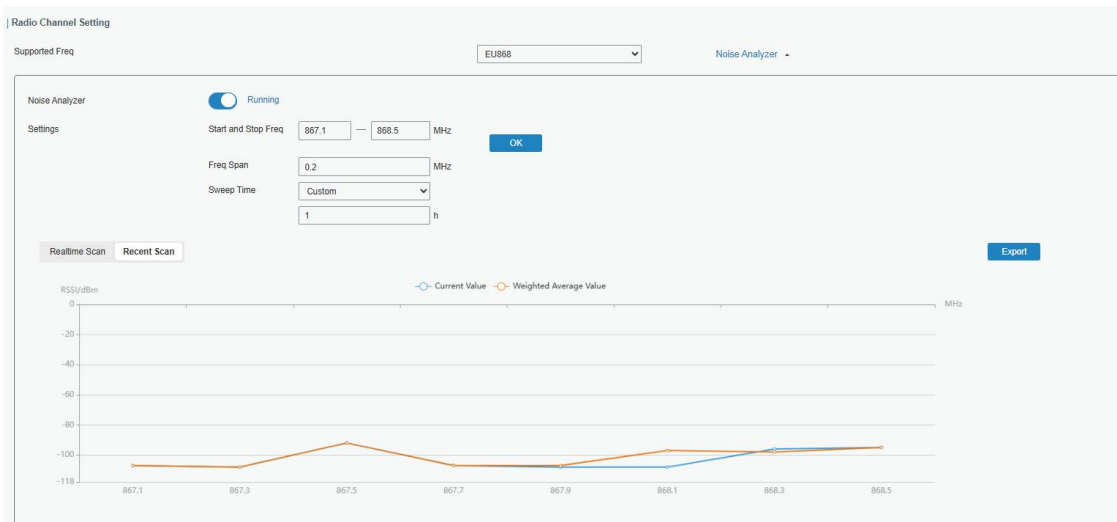 Radio Channel Setting
Supported Freq EU868 Noise Analyzer
Noise Analyzer Running
Settings Start and Stop Freq 867.1 — 868.5 MHz OK
Freq Span 0.2 MHz
Sweep Time Custom
1 h
Realtime Scan Recent Scan Export
RSSI/dBm Current Value Weighted Average Value
0 MHz
-20
-40
-60
-80
-100
-118
867.1 867.3 867.5 867.7 867.9 868.1 868.3 868.5